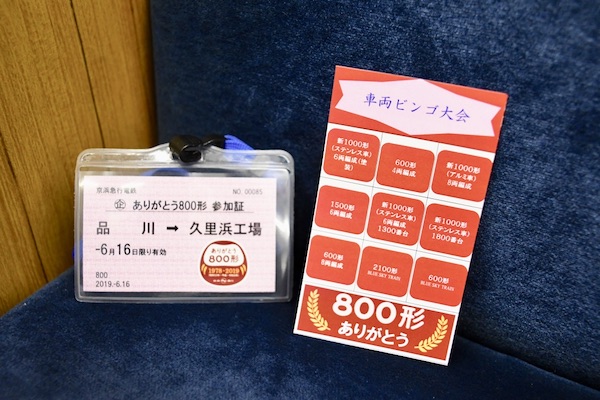 京浜急行電鉄 NO.00085
企 ありがとう800形 参加証
品 川 → 久里浜工場
-6月16日限り有効
ありがとう
800形
1978-2019
800
2019.-6.16
車両ビンゴ大会
新1000形
(ステンレス車)
6両編成(塗
装)
600形
4両編成
新1000形
(アルミ車)
8両編成
1500形
6両編成
新1000形
(ステンレス車)
6両編成
1300番台
新1000形
(ステンレス車)
1800番台
600形
8両編成
2100形
BLUE SKY TRAIN
600形
BLUE SKY TRAIN
800形
ありがとう